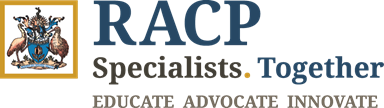 RACP
Specialists. Together
EDUCATE ADVOCATE INNOVATE